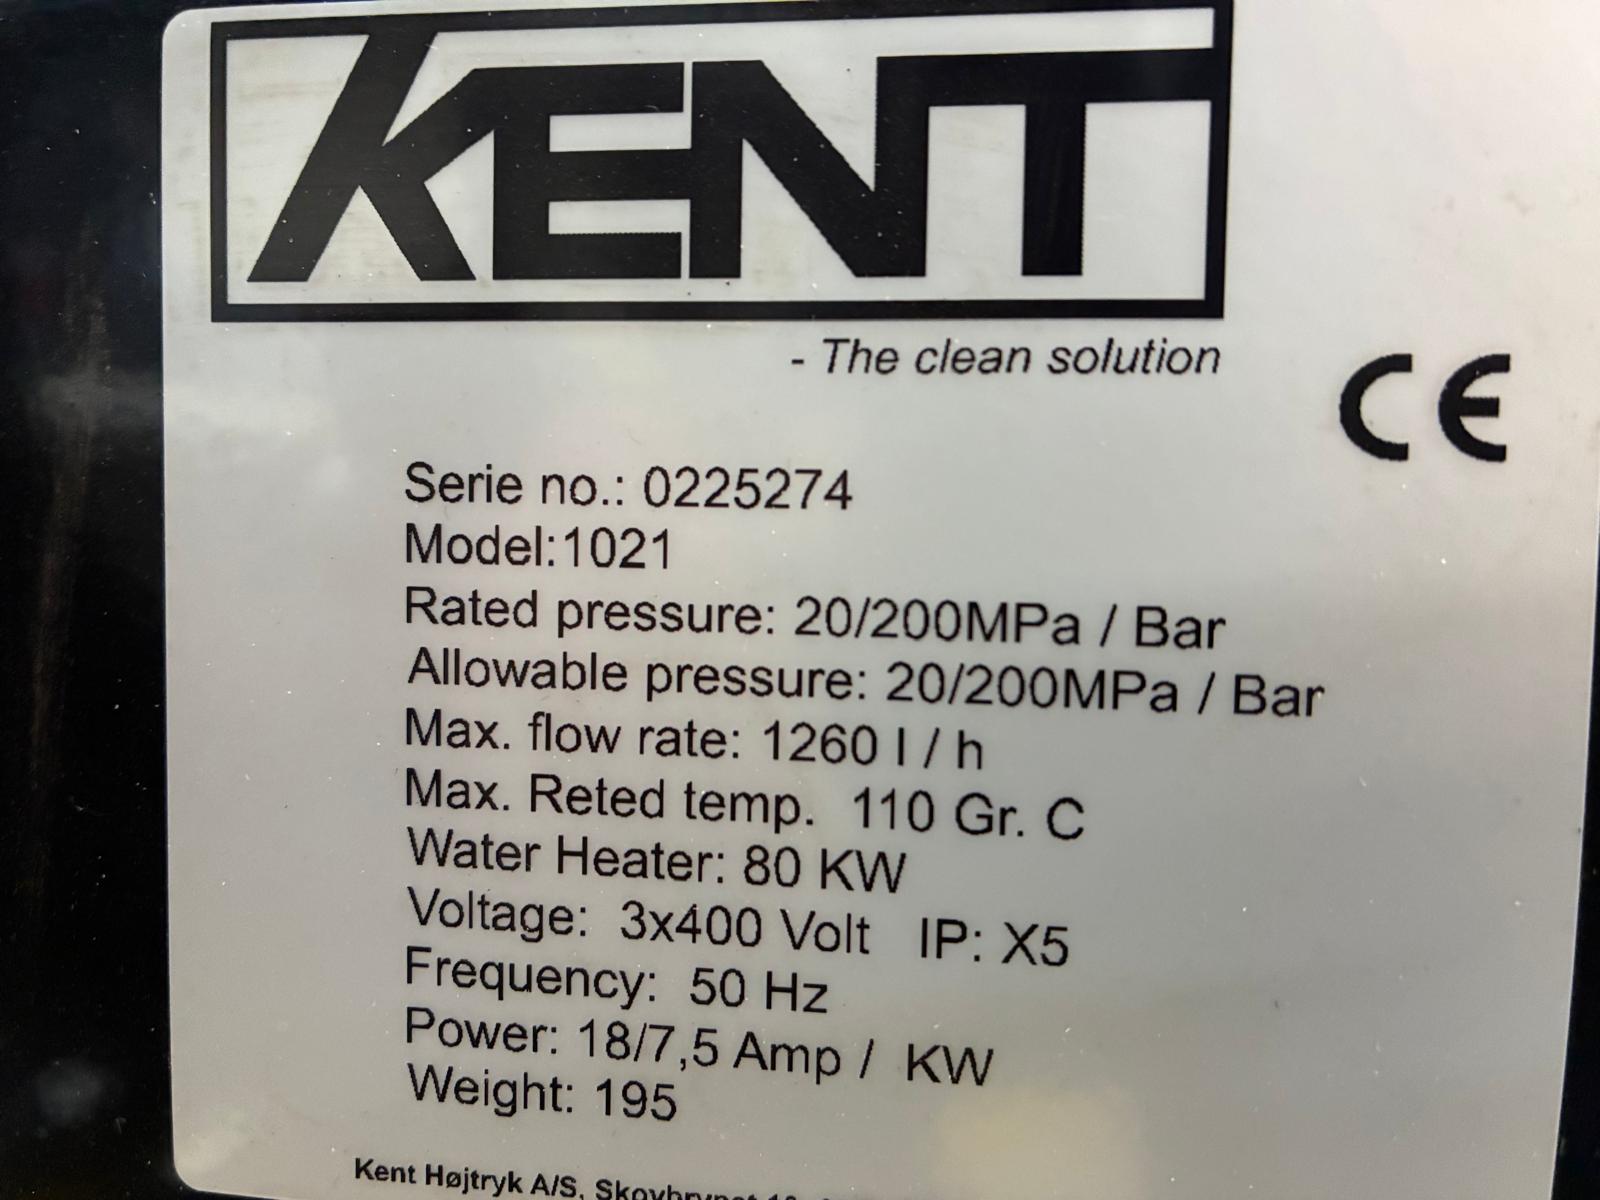 KENT
- The clean solution
CE
Serie no.: 0225274
Model:1021
Rated pressure: 20/200MPa / Bar
Allowable pressure: 20/200MPa / Bar
Max. flow rate: 1260 l / h
Max. Reted temp. 110 Gr. C
Water Heater: 80 KW
Voltage: 3x400 Volt IP: X5
Frequency: 50 Hz
Power: 18/7,5 Amp / KW
Weight: 195
Kent Højtryk A/S,